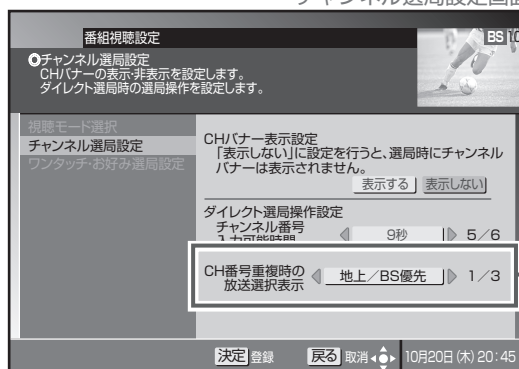 チャンネル選局設定画面
番組視聴設定
BS
チャンネル選局設定
CHバナーの表示・非表示を設定します。
ダイレクト選局時の選局操作を設定します。
視聴モード選択
チャンネル選局設定
ワンタッチ・お好み選局設定
CHバナー表示設定
「表示しない」に設定を行うと、選局時にチャンネル
バナーは表示されません。
表示する 表示しない
ダイレクト選局操作設定
チャンネル番号
入力可能時間 9秒 5／6
CH番号重複時の
放送選択表示 地上／BS優先 1／3
決定 登録 戻る 取消 10月20日(木) 20:45